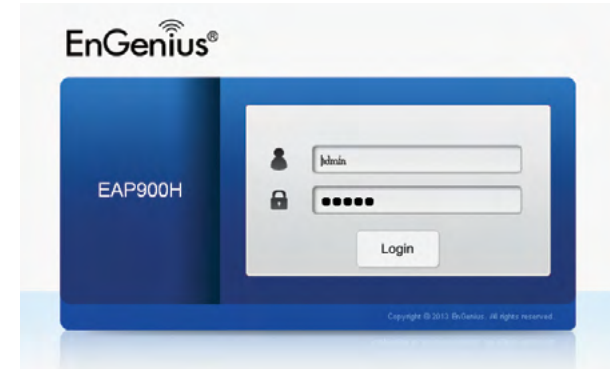 EnGenius®
admin
EAP900H
●●●●●
Login
Copyright © 2013 EnGenius. All rights reserved.